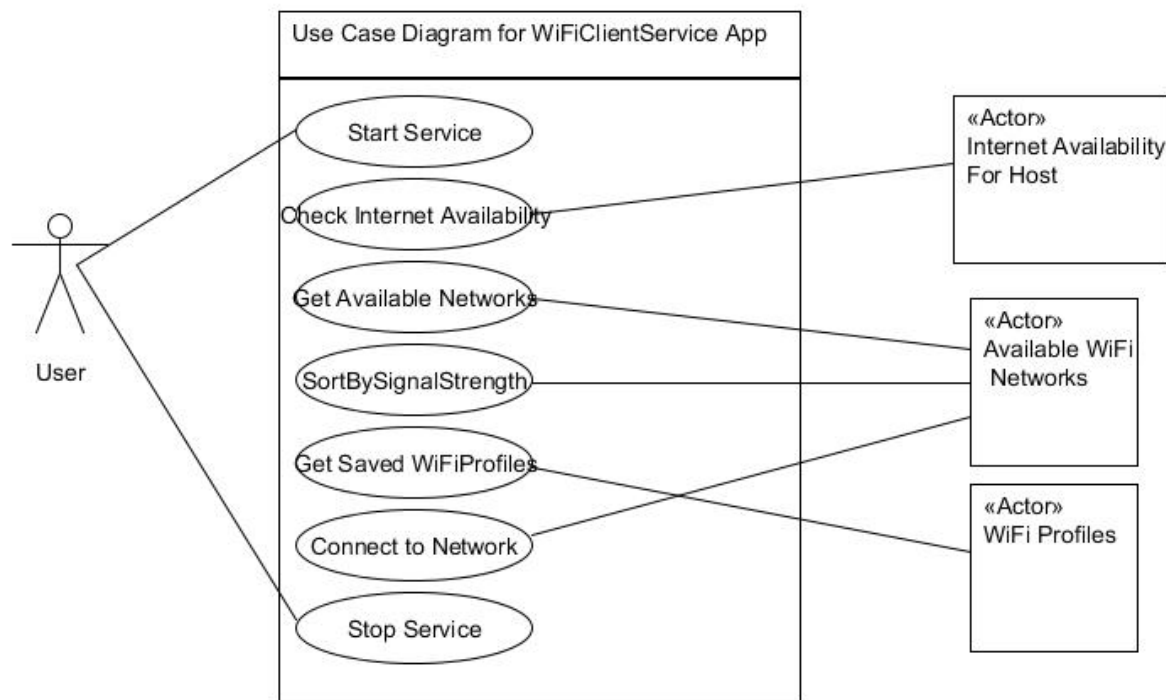 Use Case Diagram for WiFiClientService App
Start Service
Check Internet Availability
Get Available Networks
SortBySignalStrength
Get Saved WiFiProfiles
Connect to Network
Stop Service
User
«Actor»
Internet Availability
For Host
«Actor»
Available WiFi
Networks
«Actor»
WiFi Profiles